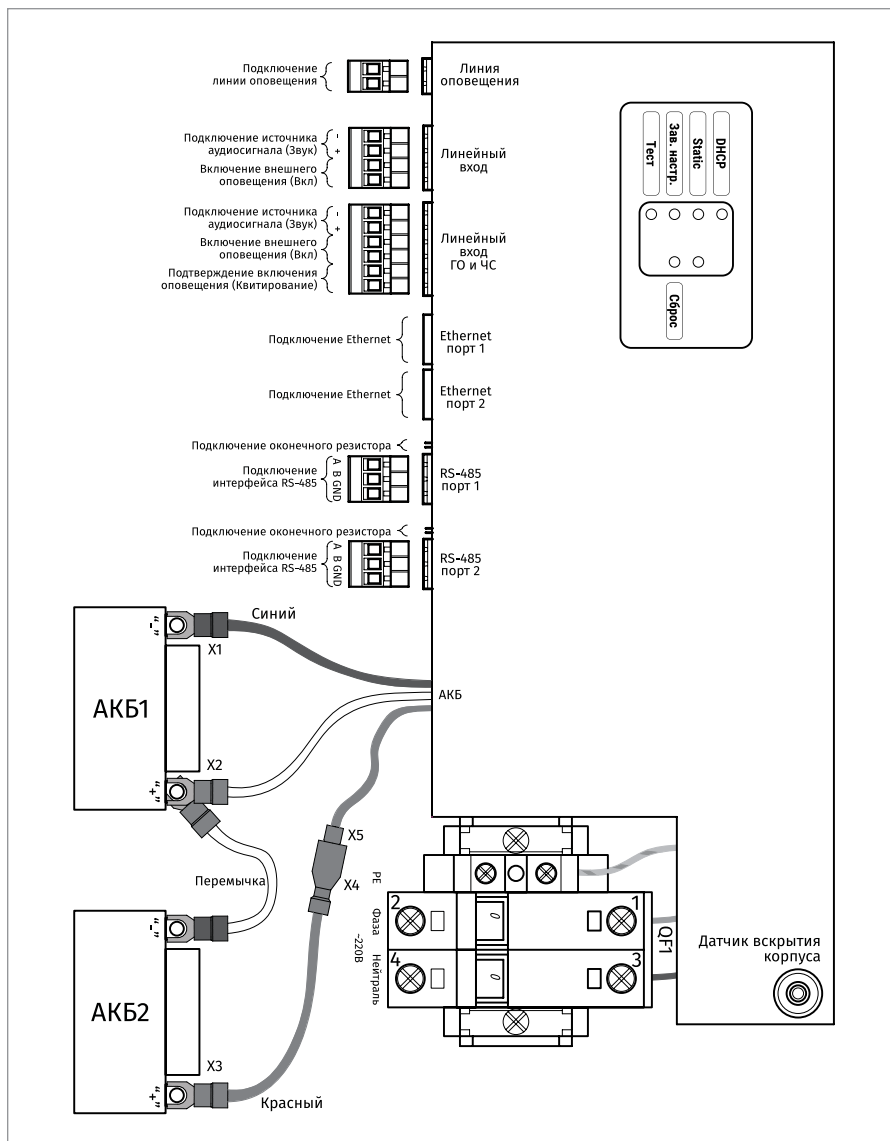 Подключение
линии оповещения
Линия
оповещения
Подключение источника
аудиосигнала (Звук)
-
+
Включение внешнего
оповещения (Вкл)
Линейный
вход
Подключение источника
аудиосигнала (Звук)
-
+
Включение внешнего
оповещения (Вкл)
Подтверждение включения
оповещения (Квитирование)
Линейный
вход
ГО и ЧС
Тест
Зав. настр.
Static
DHCP
Сброс
Подключение Ethernet
Ethernet
порт 1
Подключение Ethernet
Ethernet
порт 2
Подключение оконечного резистора
Подключение
интерфейса RS-485
A B GND
RS-485
порт 1
Подключение оконечного резистора
Подключение
интерфейса RS-485
A B GND
RS-485
порт 2
АКБ1
„-“
X1
Синий
АКБ
X2
„+“
Перемычка
X5
X4
АКБ2
„-“
X3
„+“
Красный
PE
Фаза
~220В
Нейтраль
2
1
4
3
0
0
QF1
Датчик вскрытия
корпуса